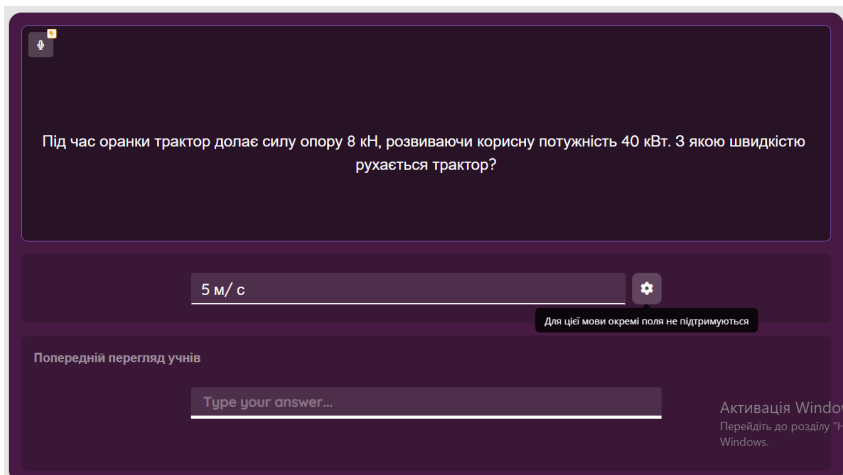 Під час оранки трактор долає силу опору 8 кН, розвиваючи корисну потужність 40 кВт. З якою швидкістю
рухається трактор?
5 м/ с
Для цієї мови окремі поля не підтримуються
Попередній перегляд учнів
Type your answer...
Активація Windo
Перейдіть до розділу "Н
Windows.